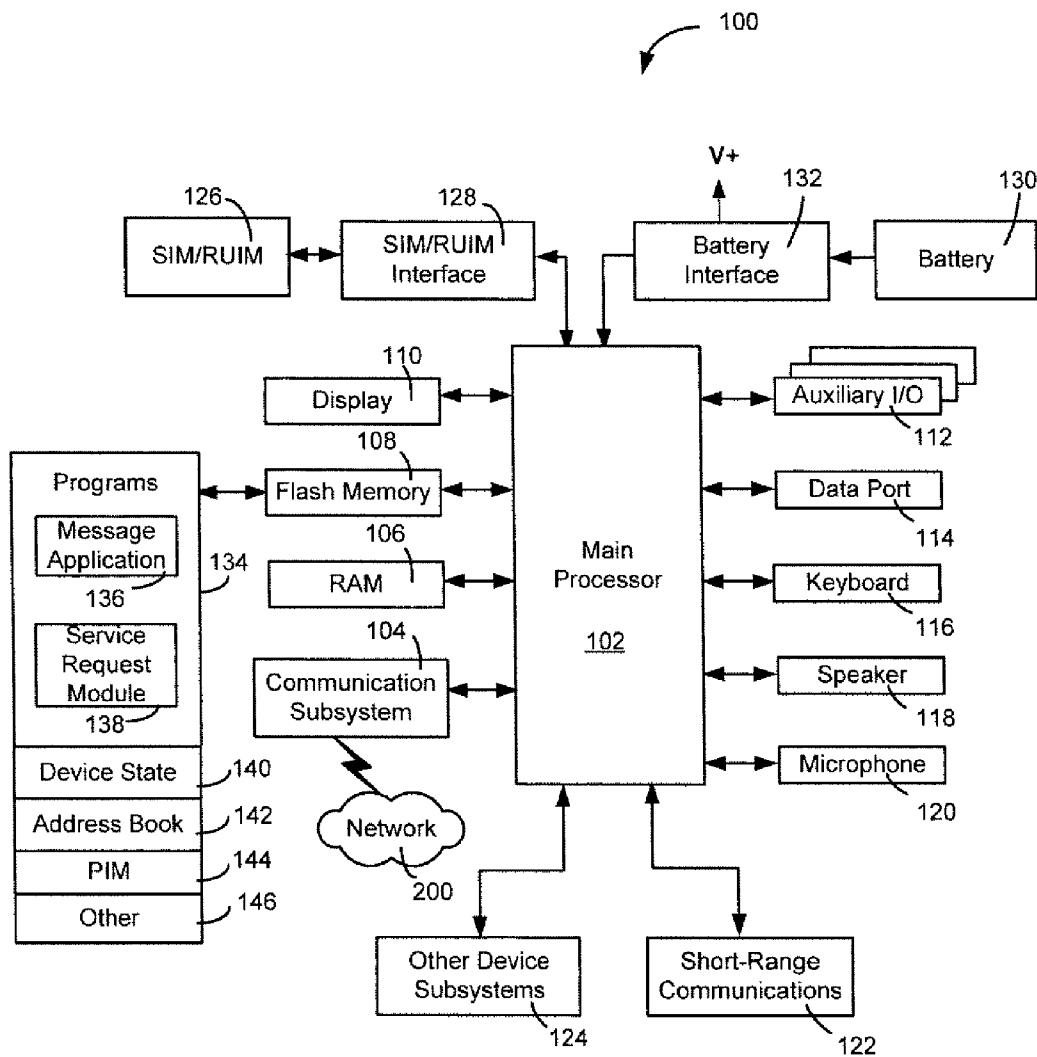 100
V+
126
128
132
130
SIM/RUIM
SIM/RUIM
Interface
Battery
Interface
Battery
110
Display
Auxiliary I/O
112
108
Programs
Flash Memory
Data Port
114
Message
Application
136
134
106
RAM
Main
Processor
102
Keyboard
116
Service
Request
Module
138
104
Communication
Subsystem
Speaker
118
Device State
140
Microphone
120
Address Book
142
Network
200
PIM
144
Other
146
Other Device
Subsystems
124
Short-Range
Communications
122